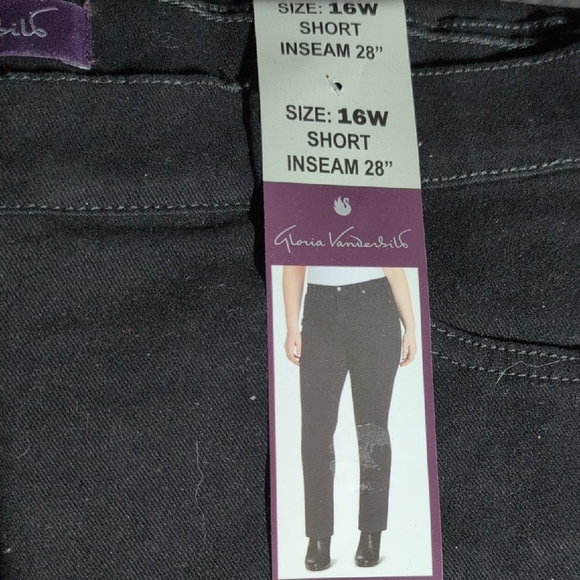 SIZE: 16W
SHORT
INSEAM 28"
SIZE: 16W
SHORT
INSEAM 28"
Gloria Vanderbilt